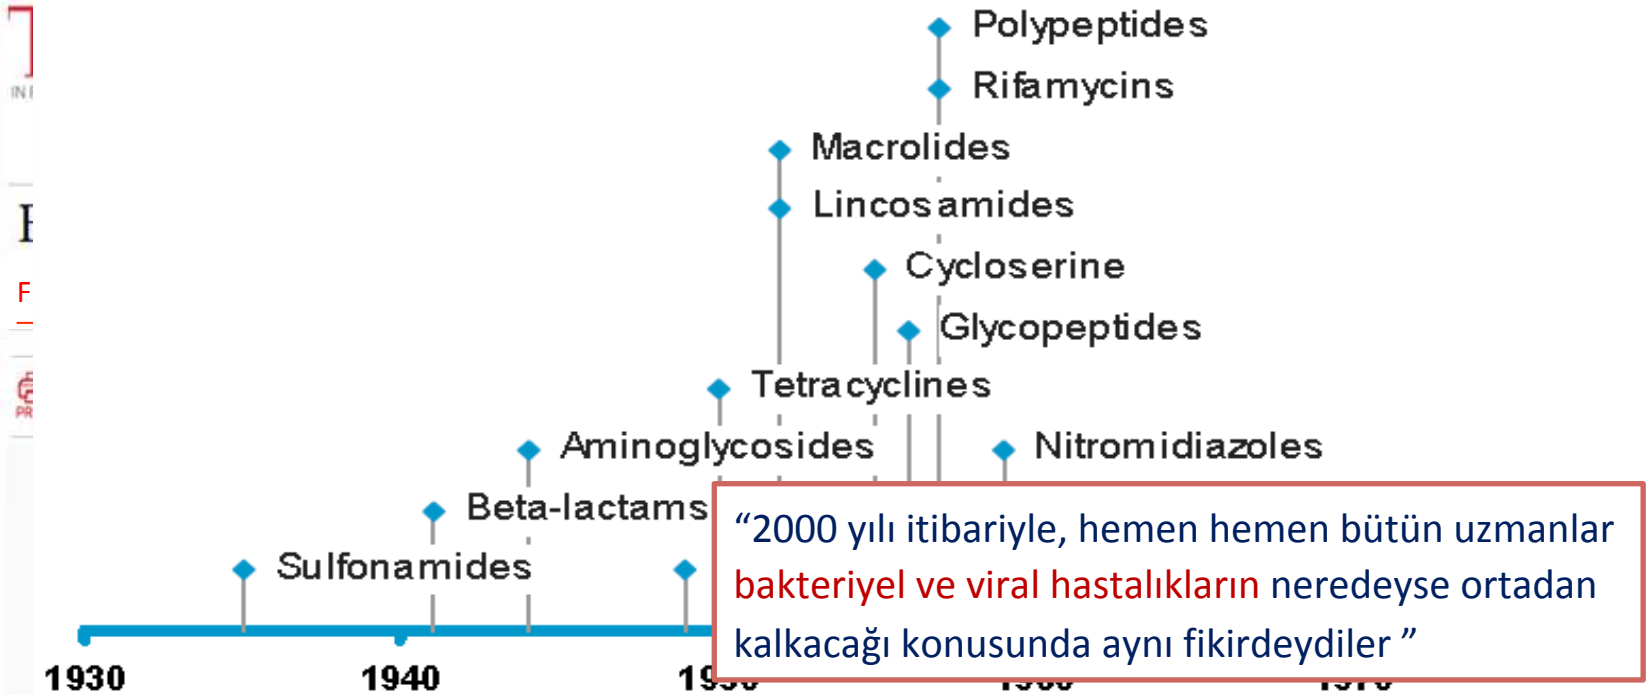 Polypeptides
Rifamycins
Macrolides
Lincosamides
Cycloserine
Glycopeptides
Tetracyclines
Aminoglycosides
Nitromidiazoles
Beta-lactams
Sulfonamides
“2000 yılı itibariyle, hemen hemen bütün uzmanlar
bakteriyel ve viral hastalıkların neredeyse ortadan
kalkacağı konusunda aynı fikirdeydiler ”
F
1930 1940